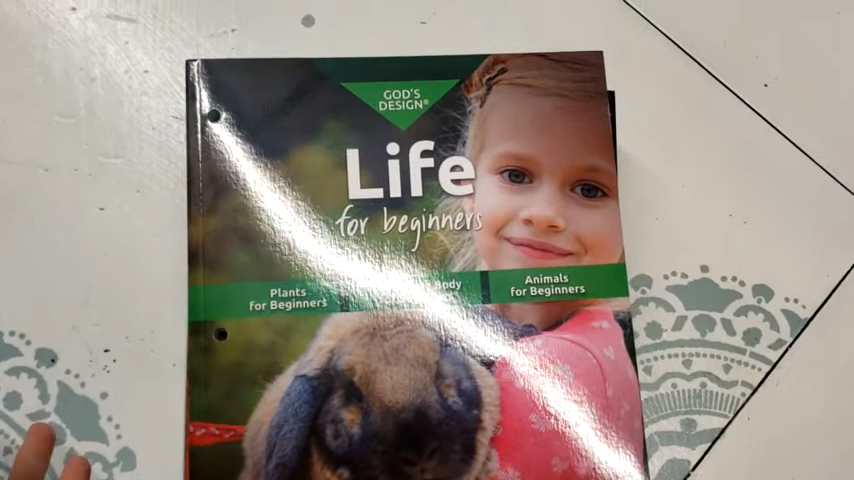 GOD'S
DESIGN®
Life
for beginners
Plants
for Beginners
Body
Animals
for Beginners